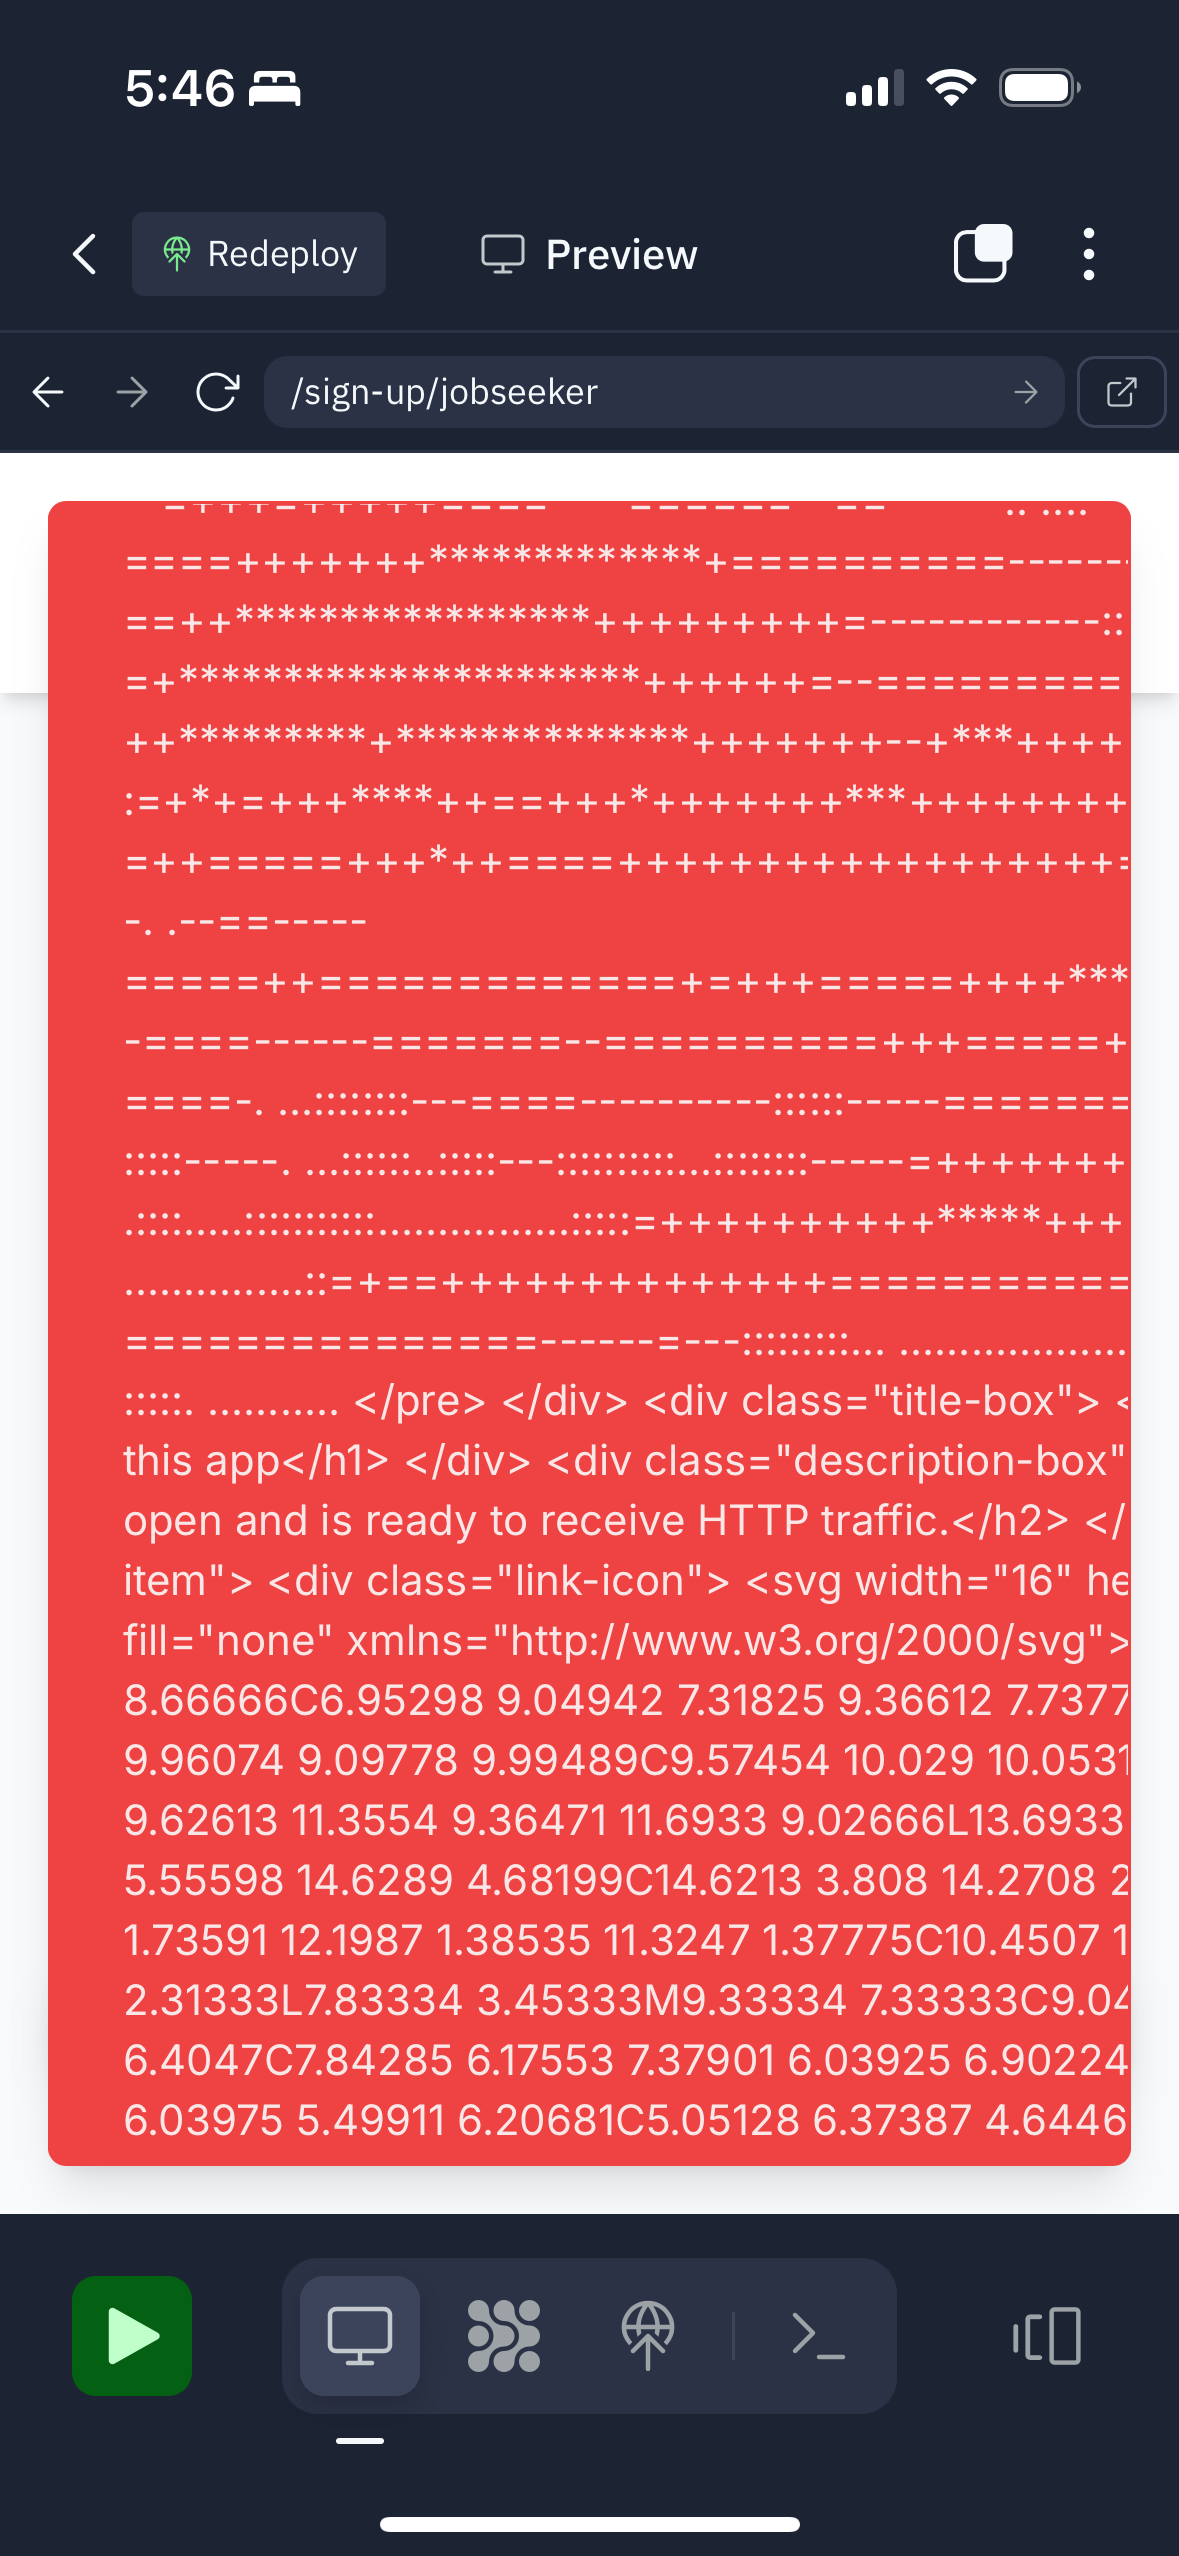 5:46
Redeploy
Preview
/sign-up/jobseeker
====+++++++*************+==========-------
==++*****************+++++++++=------------::
=+**********************++++++=--=========
++*********+**************+++++++--+***++++
:=+*+=+++****++==+++*+++++++***++++++++
=++=====+++*++====++++++++++++++++++=
-. .--==-----
=====++=============+=+++=====++++***
-====------=======--==========+++=====+
====-. ...::::::::---====----------::::::-----=======
:::::-----. ...::::::..:::::---::::::::::...::::::::-----=+++++++
.::::.....:::::::::::................:::::=++++++++++*****+++
...............::=+==++++++++++++++===========
===============------=---:::::::::... ...................
:::::. ........... </pre> </div> <div class="title-box"> <
this app</h1> </div> <div class="description-box"
open and is ready to receive HTTP traffic.</h2> </
item"> <div class="link-icon"> <svg width="16" he
fill="none" xmlns="http://www.w3.org/2000/svg">
8.66666C6.95298 9.04942 7.31825 9.36612 7.7377
9.96074 9.09778 9.99489C9.57454 10.029 10.0531
9.62613 11.3554 9.36471 11.6933 9.02666L13.6933
5.55598 14.6289 4.68199C14.6213 3.808 14.2708 2
1.73591 12.1987 1.38535 11.3247 1.37775C10.4507 1
2.31333L7.83334 3.45333M9.33334 7.33333C9.04
6.4047C7.84285 6.17553 7.37901 6.03925 6.90224
6.03975 5.49911 6.20681C5.05128 6.37387 4.6446